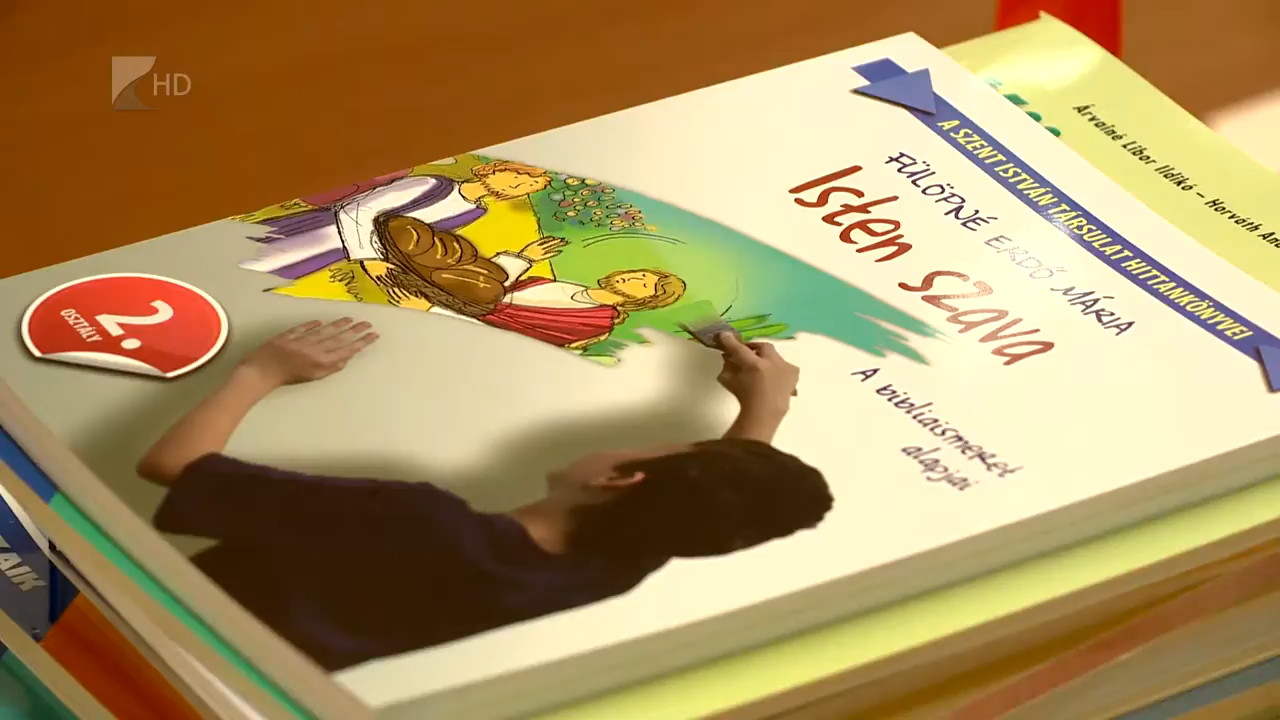 HD
A SZENT ISTVÁN TÁRSULAT HITTANKÖNYVEI
FÜLÖPNÉ ERDŐ MÁRIA
Isten szava
A bibliaismeret
alapjai
2.
OSZTÁLY
Árvainé Libor Ildikó – Horváth